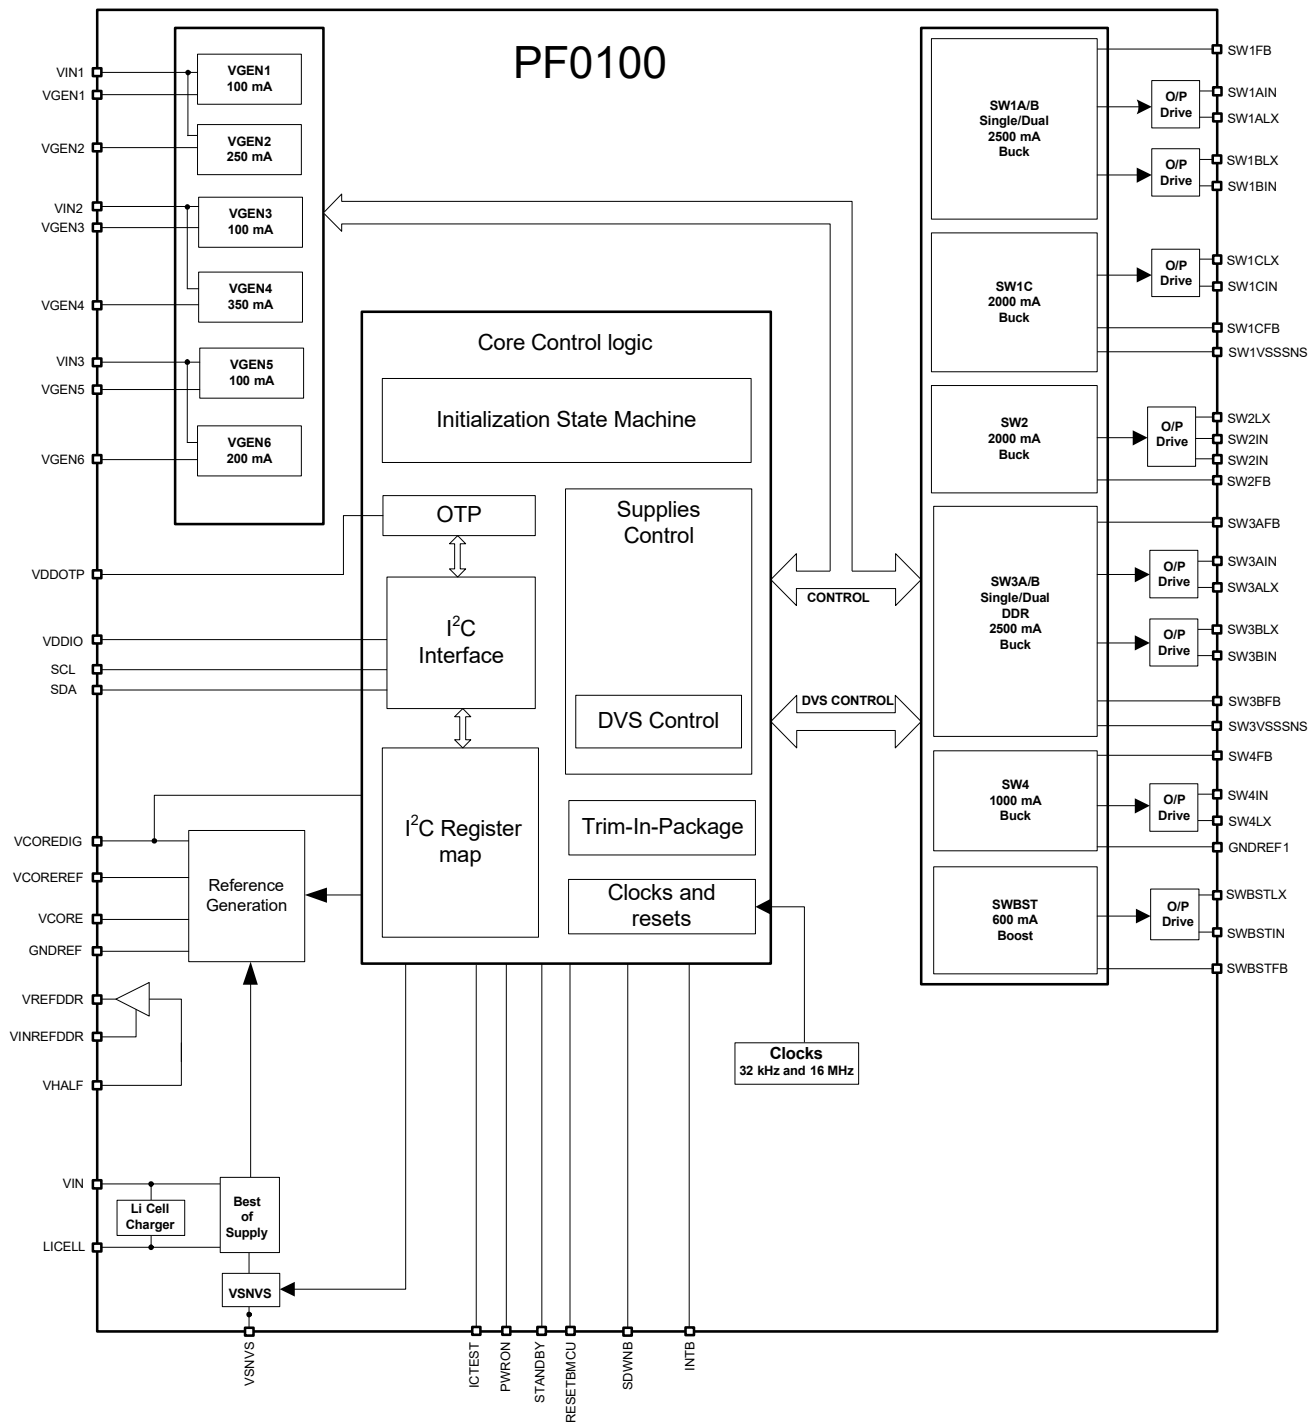 PF0100
VIN1
VGEN1
VGEN2
VIN2
VGEN3
VGEN4
VIN3
VGEN5
VGEN6
VDDOTP
VDDIO
SCL
SDA
VCOREDIG
VCOREREF
VCORE
GNDREF
VREFDDR
VINREFDDR
VHALF
VIN
LICELL
VGEN1
100 mA
VGEN2
250 mA
VGEN3
100 mA
VGEN4
350 mA
VGEN5
100 mA
VGEN6
200 mA
Core Control logic
Initialization State Machine
OTP
I2C
Interface
I2C Register
map
Supplies
Control
DVS Control
Trim-In-Package
Clocks and
resets
CONTROL
DVS CONTROL
Reference
Generation
Clocks
32 kHz and 16 MHz
Li Cell
Charger
Best
of
Supply
VSNVS
SW1A/B
Single/Dual
2500 mA
Buck
SW1C
2000 mA
Buck
SW2
2000 mA
Buck
SW3A/B
Single/Dual
DDR
2500 mA
Buck
SW4
1000 mA
Buck
SWBST
600 mA
Boost
O/P
Drive
O/P
Drive
O/P
Drive
O/P
Drive
O/P
Drive
O/P
Drive
O/P
Drive
O/P
Drive
SW1FB
SW1AIN
SW1ALX
SW1BLX
SW1BIN
SW1CLX
SW1CIN
SW1CFB
SW1VSSSNS
SW2LX
SW2IN
SW2IN
SW2FB
SW3AFB
SW3AIN
SW3ALX
SW3BLX
SW3BIN
SW3BFB
SW3VSSSNS
SW4FB
SW4IN
SW4LX
GNDREF1
SWBSTLX
SWBSTIN
SWBSTFB
VSNVS
ICTEST
PWRON
STANDBY
RESETBMCU
SDWNB
INTB